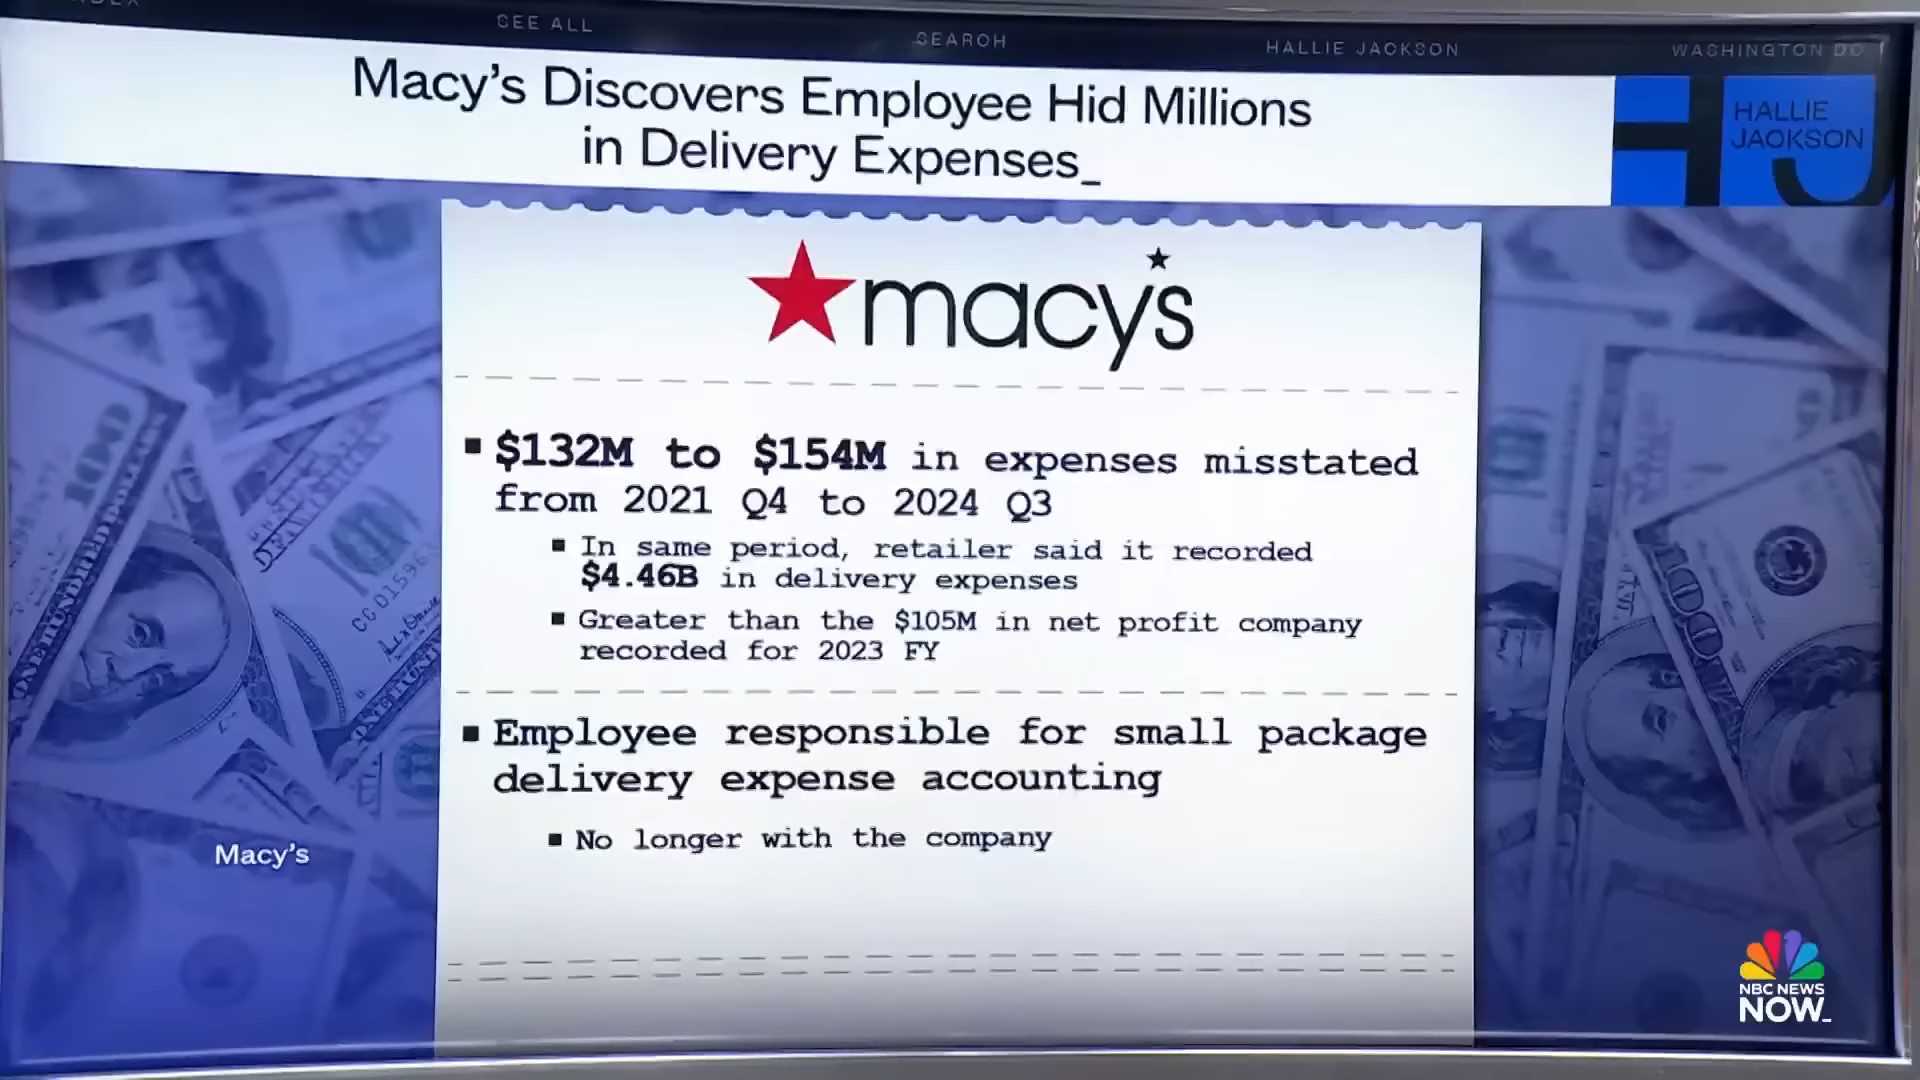 SEE ALL
SEARCH
HALLIE JACKSON
WASHINGTON DC
Macy's Discovers Employee Hid Millions
in Delivery Expenses_
HALLIE
JACKSON
macy's
$132M to $154M in expenses misstated
from 2021 Q4 to 2024 Q3
In same period, retailer said it recorded
$4.46B in delivery expenses
Greater than the $105M in net profit company
recorded for 2023 FY
Employee responsible for small package
delivery expense accounting
No longer with the company
Macy's
NBC NEWS
NOW_